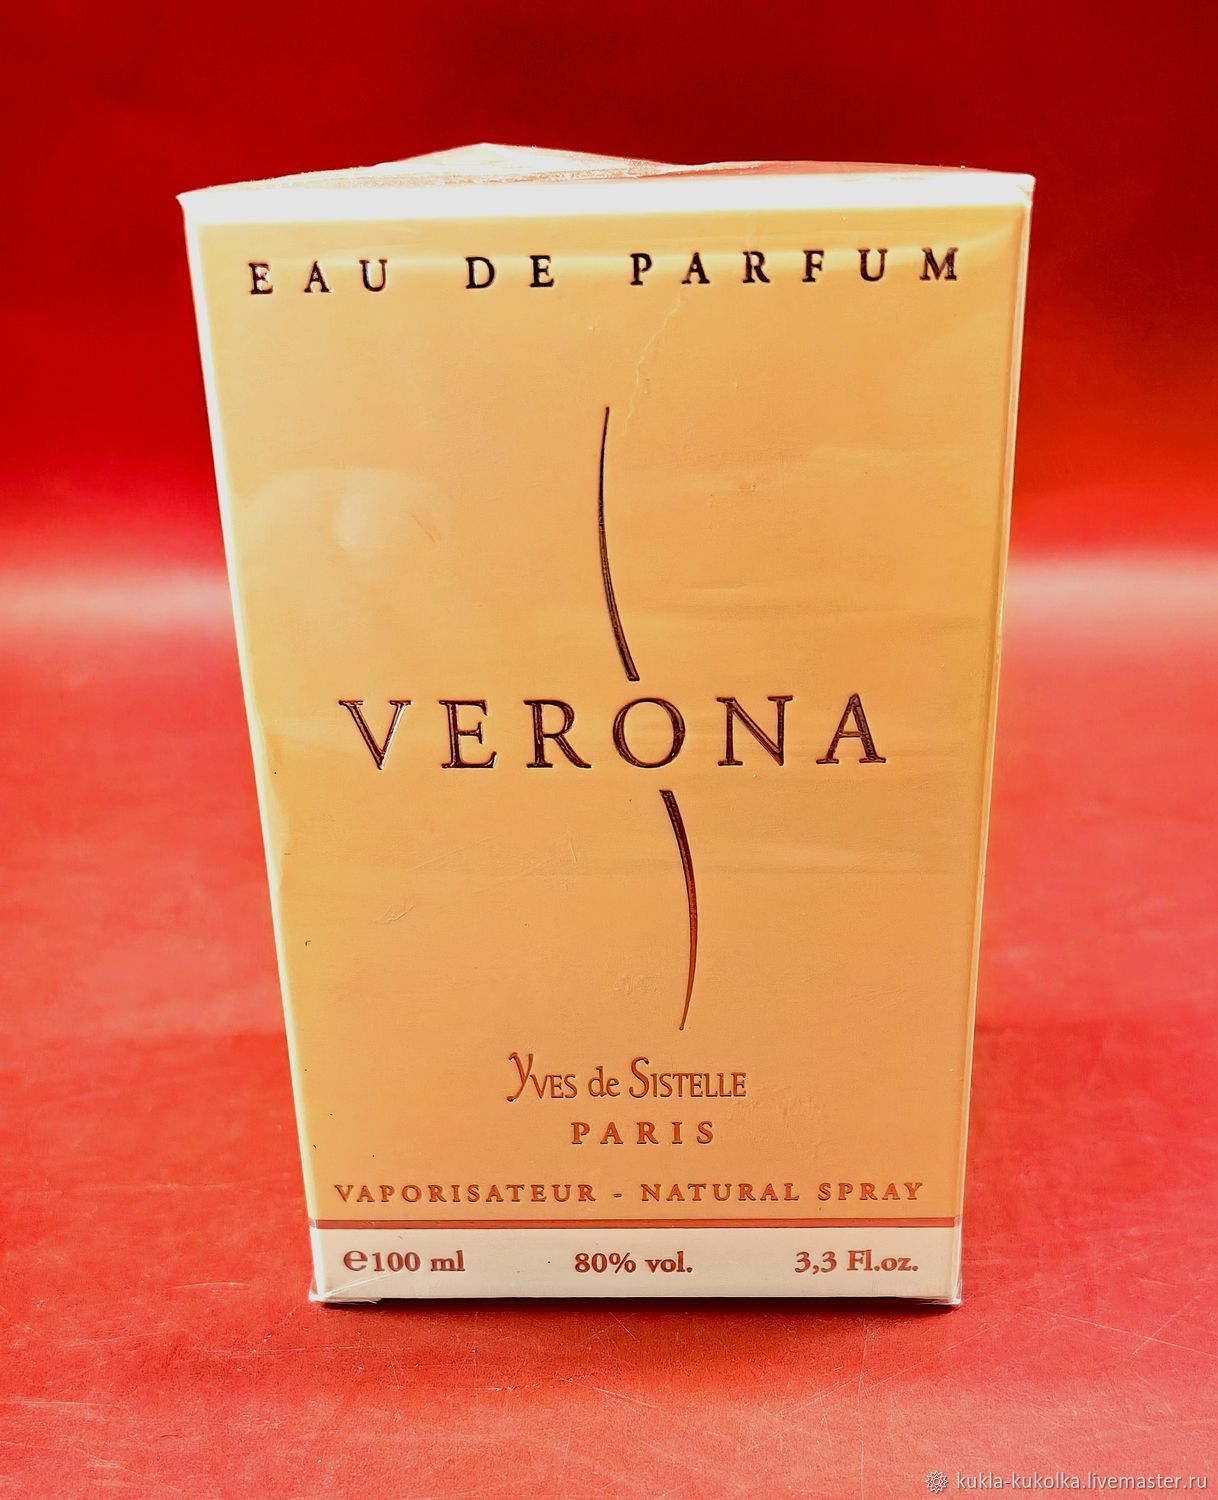 EAU DE PARFUM
VERONA
Yves de Sistelle
PARIS
VAPORISATEUR - NATURAL SPRAY
℮100 ml 80% vol. 3,3 Fl.oz.
kukla-kukolka.livemaster.ru